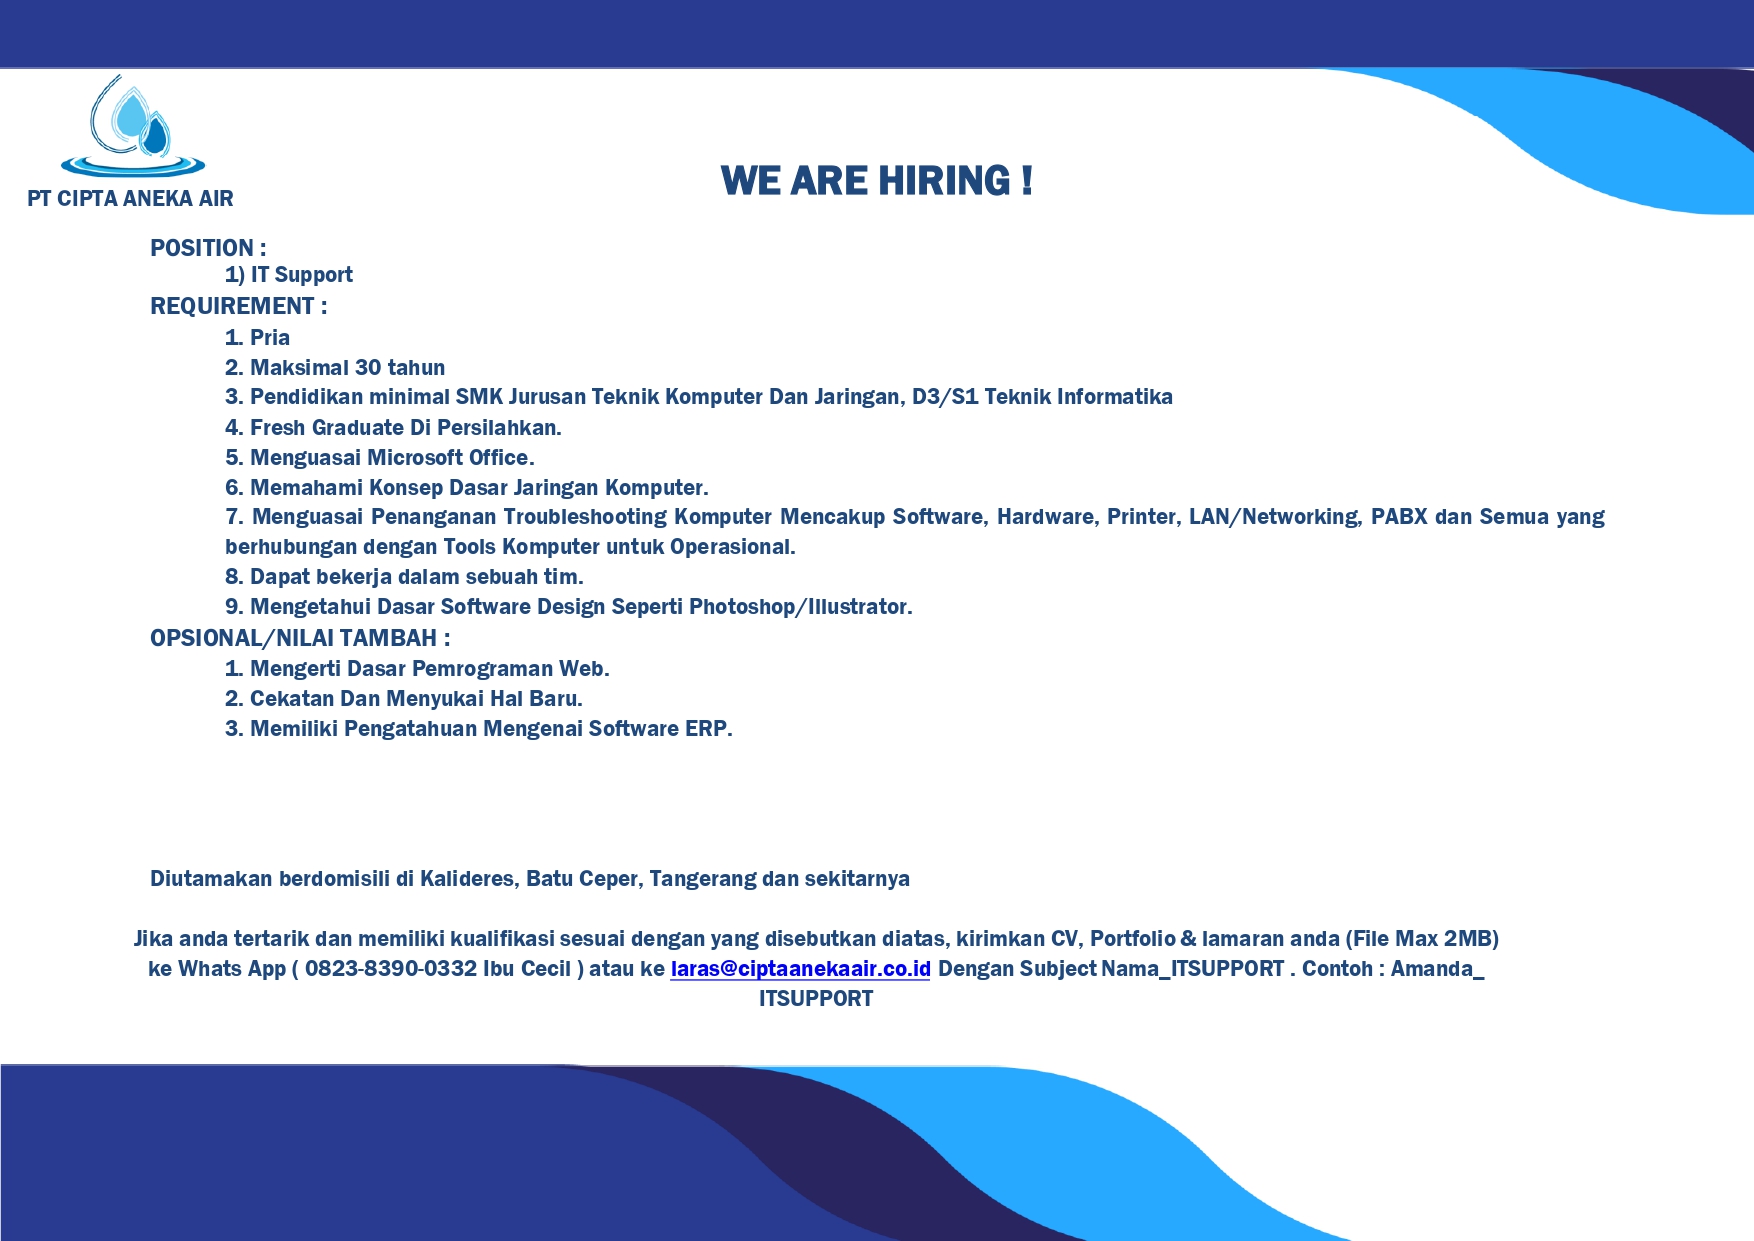 PT CIPTA ANEKA AIR
WE ARE HIRING !
POSITION :
1) IT Support
REQUIREMENT :
1. Pria
2. Maksimal 30 tahun
3. Pendidikan minimal SMK Jurusan Teknik Komputer Dan Jaringan, D3/S1 Teknik Informatika
4. Fresh Graduate Di Persilahkan.
5. Menguasai Microsoft Office.
6. Memahami Konsep Dasar Jaringan Komputer.
7. Menguasai Penanganan Troubleshooting Komputer Mencakup Software, Hardware, Printer, LAN/Networking, PABX dan Semua yang
berhubungan dengan Tools Komputer untuk Operasional.
8. Dapat bekerja dalam sebuah tim.
9. Mengetahui Dasar Software Design Seperti Photoshop/Illustrator.
OPSIONAL/NILAI TAMBAH :
1. Mengerti Dasar Pemrograman Web.
2. Cekatan Dan Menyukai Hal Baru.
3. Memiliki Pengatahuan Mengenai Software ERP.
Diutamakan berdomisili di Kalideres, Batu Ceper, Tangerang dan sekitarnya
Jika anda tertarik dan memiliki kualifikasi sesuai dengan yang disebutkan diatas, kirimkan CV, Portfolio & lamaran anda (File Max 2MB)
ke Whats App ( 0823-8390-0332 Ibu Cecil ) atau ke laras@ciptaanekaair.co.id Dengan Subject Nama_ITSUPPORT . Contoh : Amanda_
ITSUPPORT